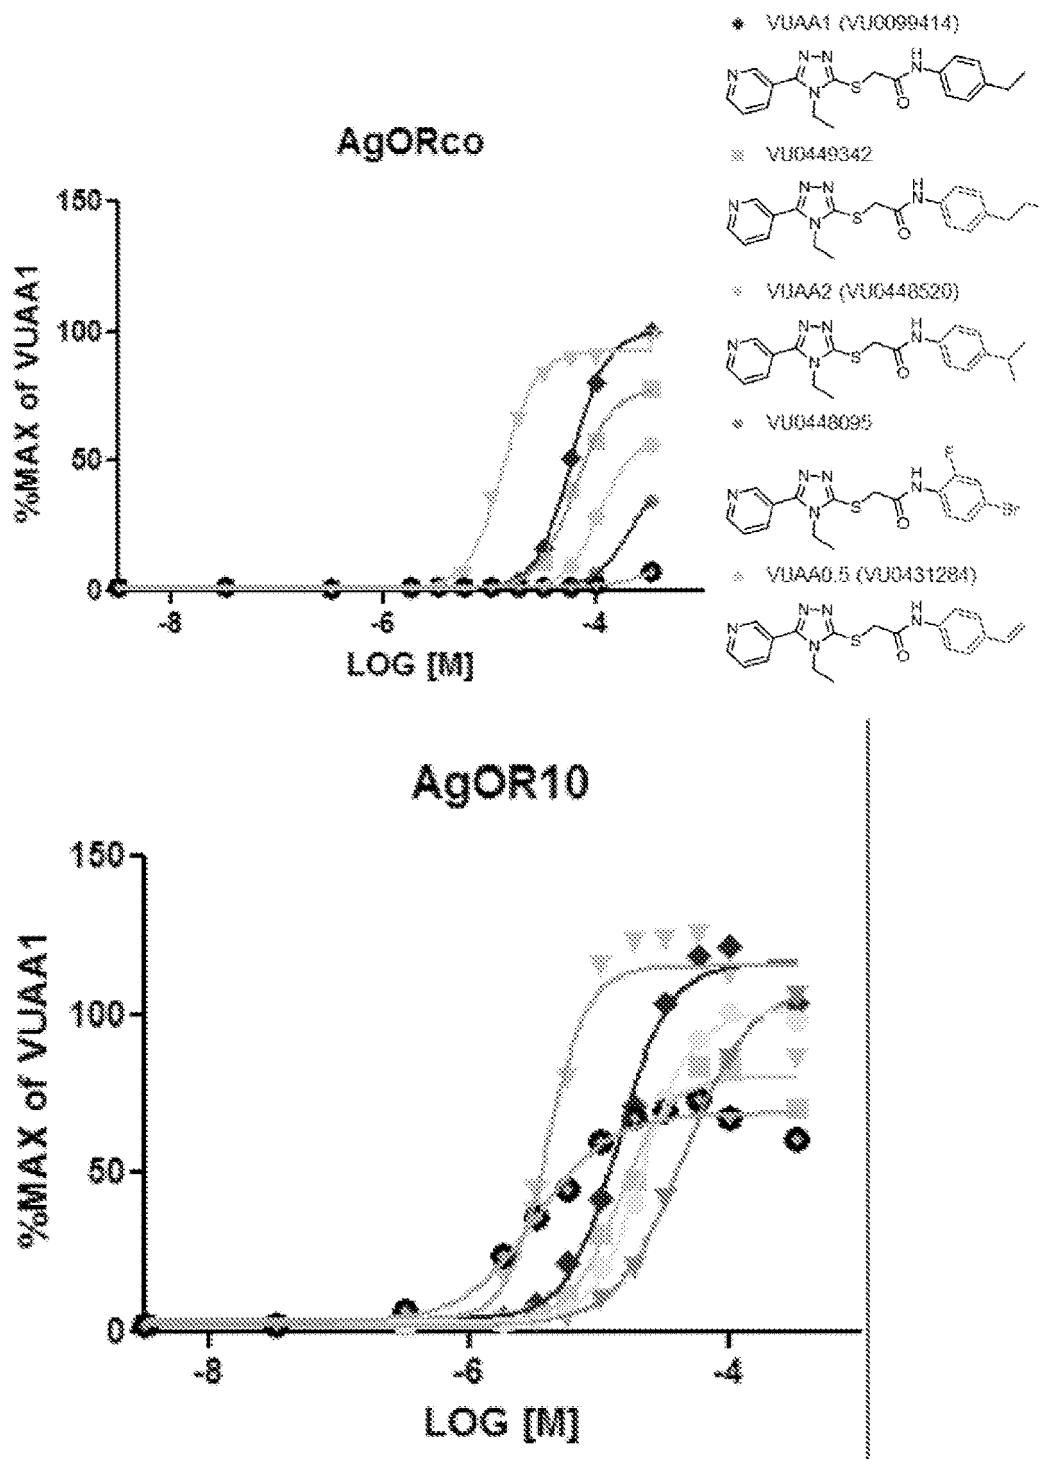 VUAA1 (VU0099414)
N-N
N
N
S
H
N
O
AgORco
VU0449342
N-N
N
N
S
H
N
O
150
100
50
0
%MAX of VUAA1
-8
-6
-4
LOG [M]
VUAA2 (VU0448520)
N-N
N
N
S
H
N
O
VU0448095
N-N
N
N
S
H
N
O
F
Br
VUAA0.5 (VU0431284)
N-N
N
N
S
H
N
O
AgOR10
150
100
50
0
%MAX of VUAA1
-8
-6
-4
LOG [M]